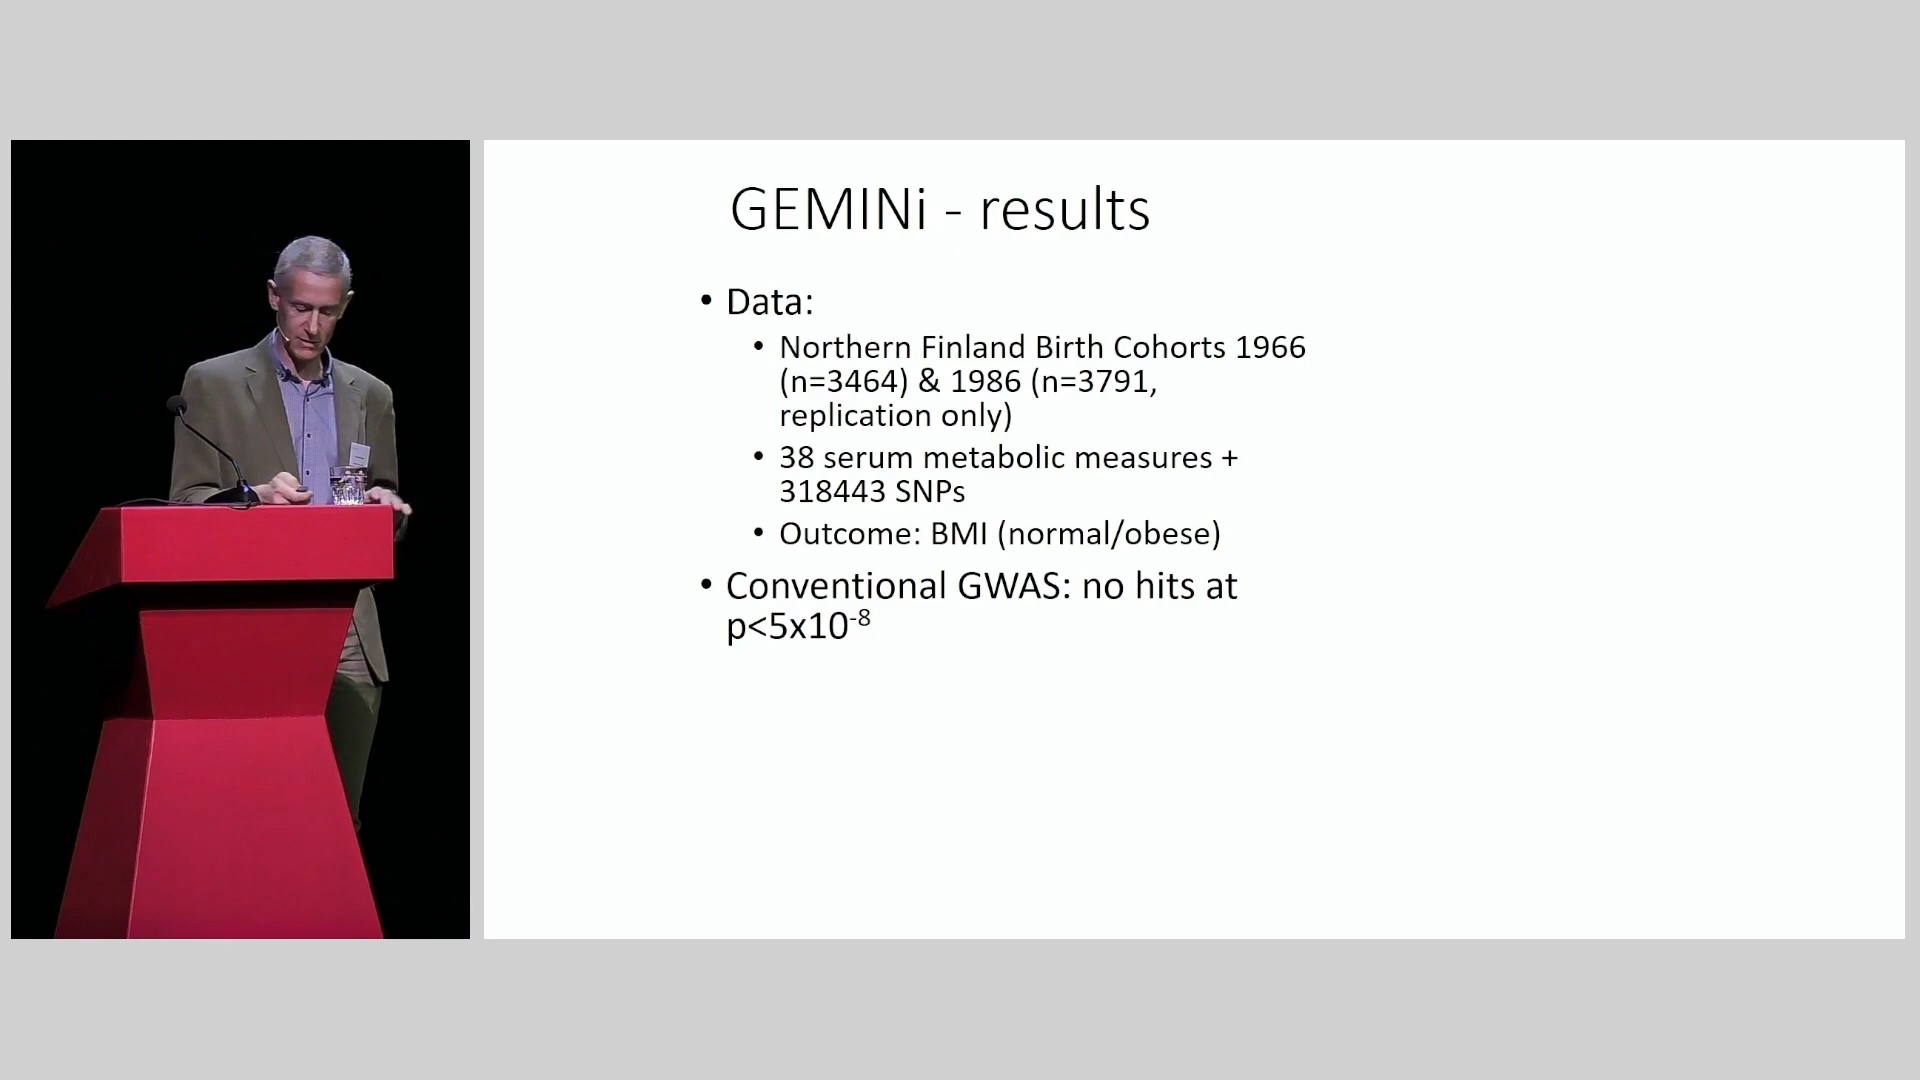 GEMINi - results
• Data:
• Northern Finland Birth Cohorts 1966
(n=3464) & 1986 (n=3791,
replication only)
• 38 serum metabolic measures +
318443 SNPs
• Outcome: BMI (normal/obese)
• Conventional GWAS: no hits at
p<5x10⁻⁸